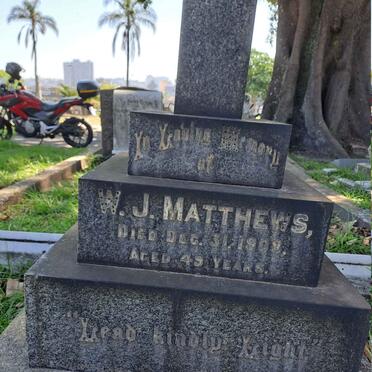 In Loving Memory
of
W. J. MATTHEWS,
DIED DEC. 31, 1909,
AGED 49 YEARS.
"Lead kindly Light"